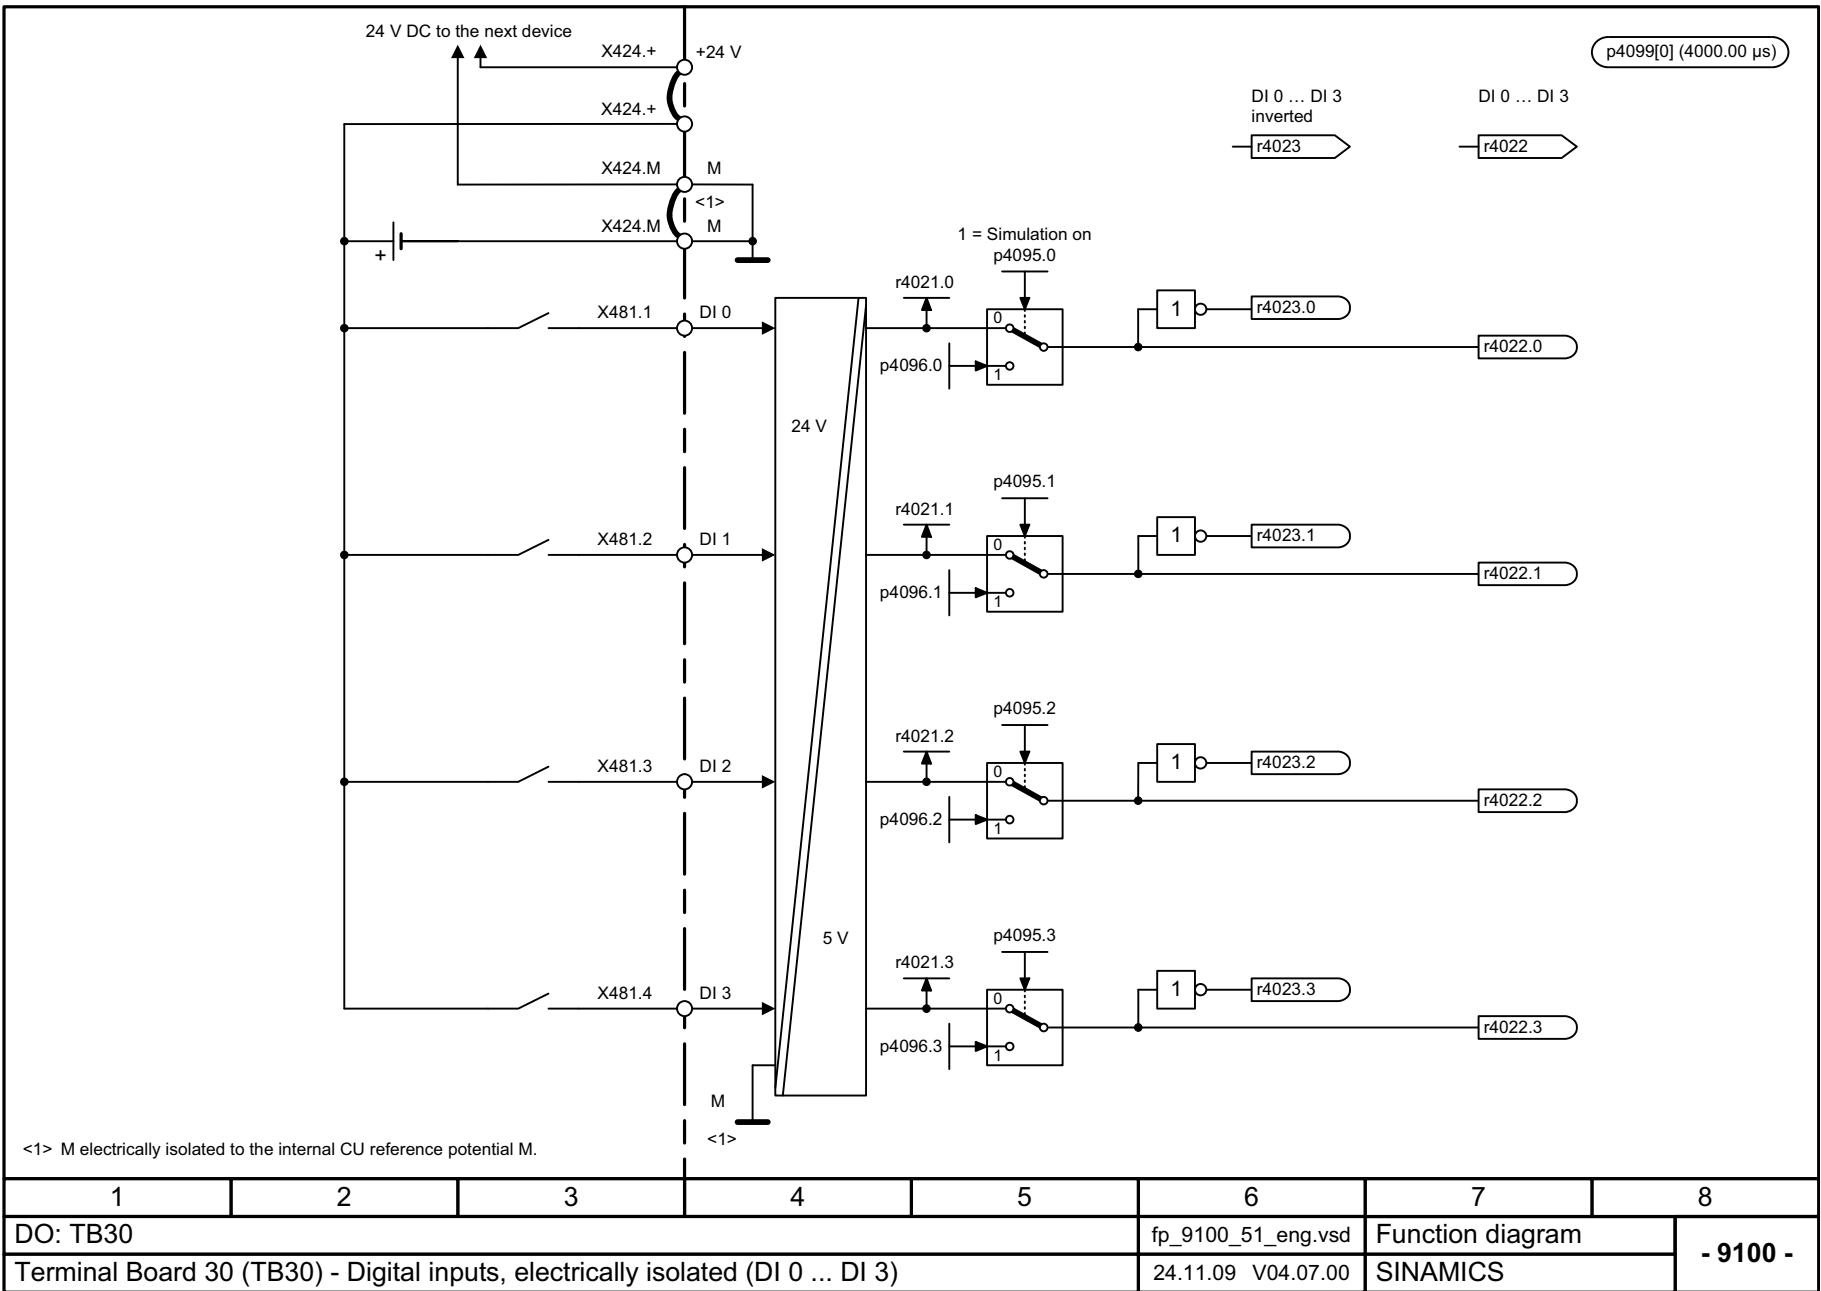 24 V DC to the next device
X424.+
+24 V
p4099[0] (4000.00 µs)
X424.+
DI 0 … DI 3
inverted
DI 0 … DI 3
r4023
r4022
X424.M
M
<1>
X424.M
M
+
1 = Simulation on
p4095.0
r4021.0
X481.1
DI 0
0
1
r4023.0
r4022.0
p4096.0
1
24 V
p4095.1
r4021.1
X481.2
DI 1
0
1
r4023.1
r4022.1
p4096.1
1
p4095.2
r4021.2
X481.3
DI 2
0
1
r4023.2
r4022.2
p4096.2
1
5 V
p4095.3
r4021.3
X481.4
DI 3
0
1
r4023.3
r4022.3
p4096.3
1
M
<1>
<1> M electrically isolated to the internal CU reference potential M.
1 2 3 4 5 6 7 8
DO: TB30
fp_9100_51_eng.vsd
Function diagram
- 9100 -
Terminal Board 30 (TB30) - Digital inputs, electrically isolated (DI 0 ... DI 3)
24.11.09 V04.07.00
SINAMICS